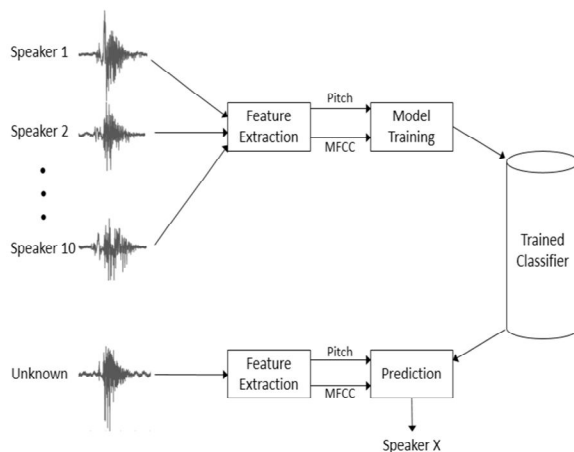 Speaker 1
Speaker 2
Speaker 10
Feature
Extraction
Pitch
MFCC
Model
Training
Trained
Classifier
Unknown
Feature
Extraction
Pitch
MFCC
Prediction
Speaker X